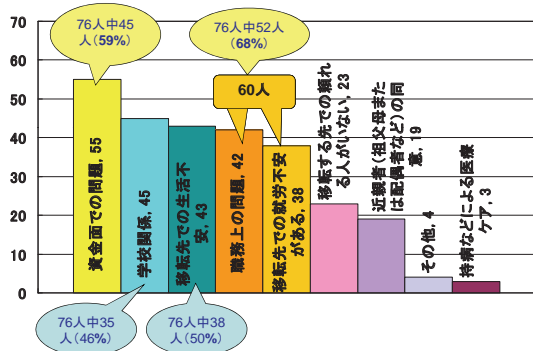 76人中45
人（59%）
76人中52人
（68%）
60人
70
60
50
40
30
20
10
0
資金面での問題, 55
学校関係, 45
移転先での生活不
安, 43
職務上の問題, 42
移転先での就労不安
がある, 38
移転する先での頼れ
る人がいない, 23
近親者（祖父母また
は配偶者など）の同
意, 19
その他, 4
持病などによる医療
ケア, 3
76人中35
人（46%）
76人中38
人（50%）